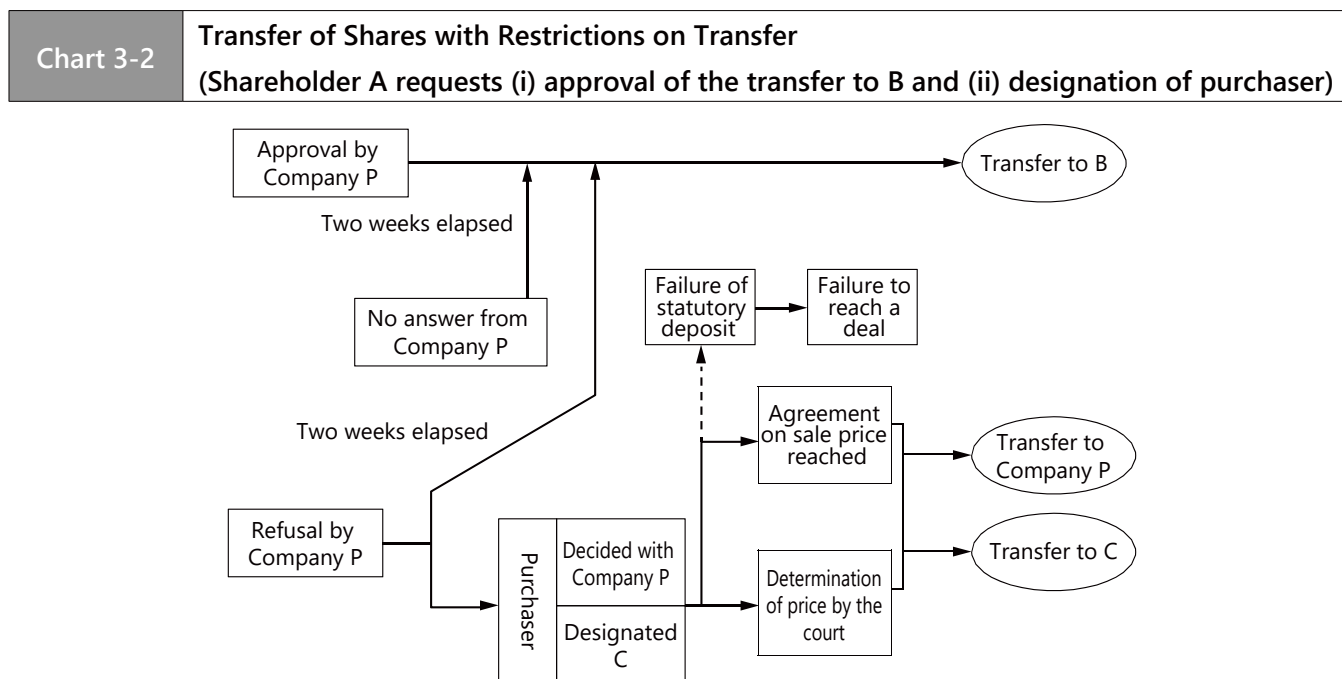 Chart 3-2
Transfer of Shares with Restrictions on Transfer
(Shareholder A requests (i) approval of the transfer to B and (ii) designation of purchaser)
Approval by
Company P
Transfer to B
Two weeks elapsed
No answer from
Company P
Failure of
statutory
deposit
Failure to
reach a
deal
Two weeks elapsed
Agreement
on sale price
reached
Transfer to
Company P
Refusal by
Company P
Purchaser
Decided with
Company P
Designated
C
Determination
of price by the
court
Transfer to C